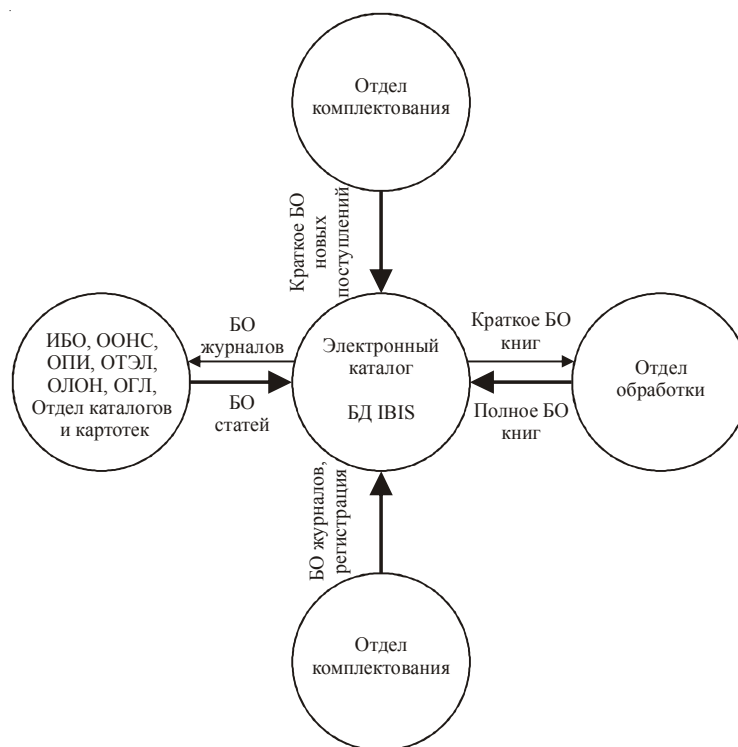 Отдел
комплектования
Краткое БО
новых
поступлений
ИБО, ООНС,
ОПИ, ОТЭЛ,
ОЛОН, ОГЛ,
Отдел каталогов
и картотек
БО
журналов
БО
статей
Электронный
каталог
БД IBIS
Краткое БО
книг
Полное БО
книг
Отдел
обработки
БО журналов,
регистрация
Отдел
комплектования